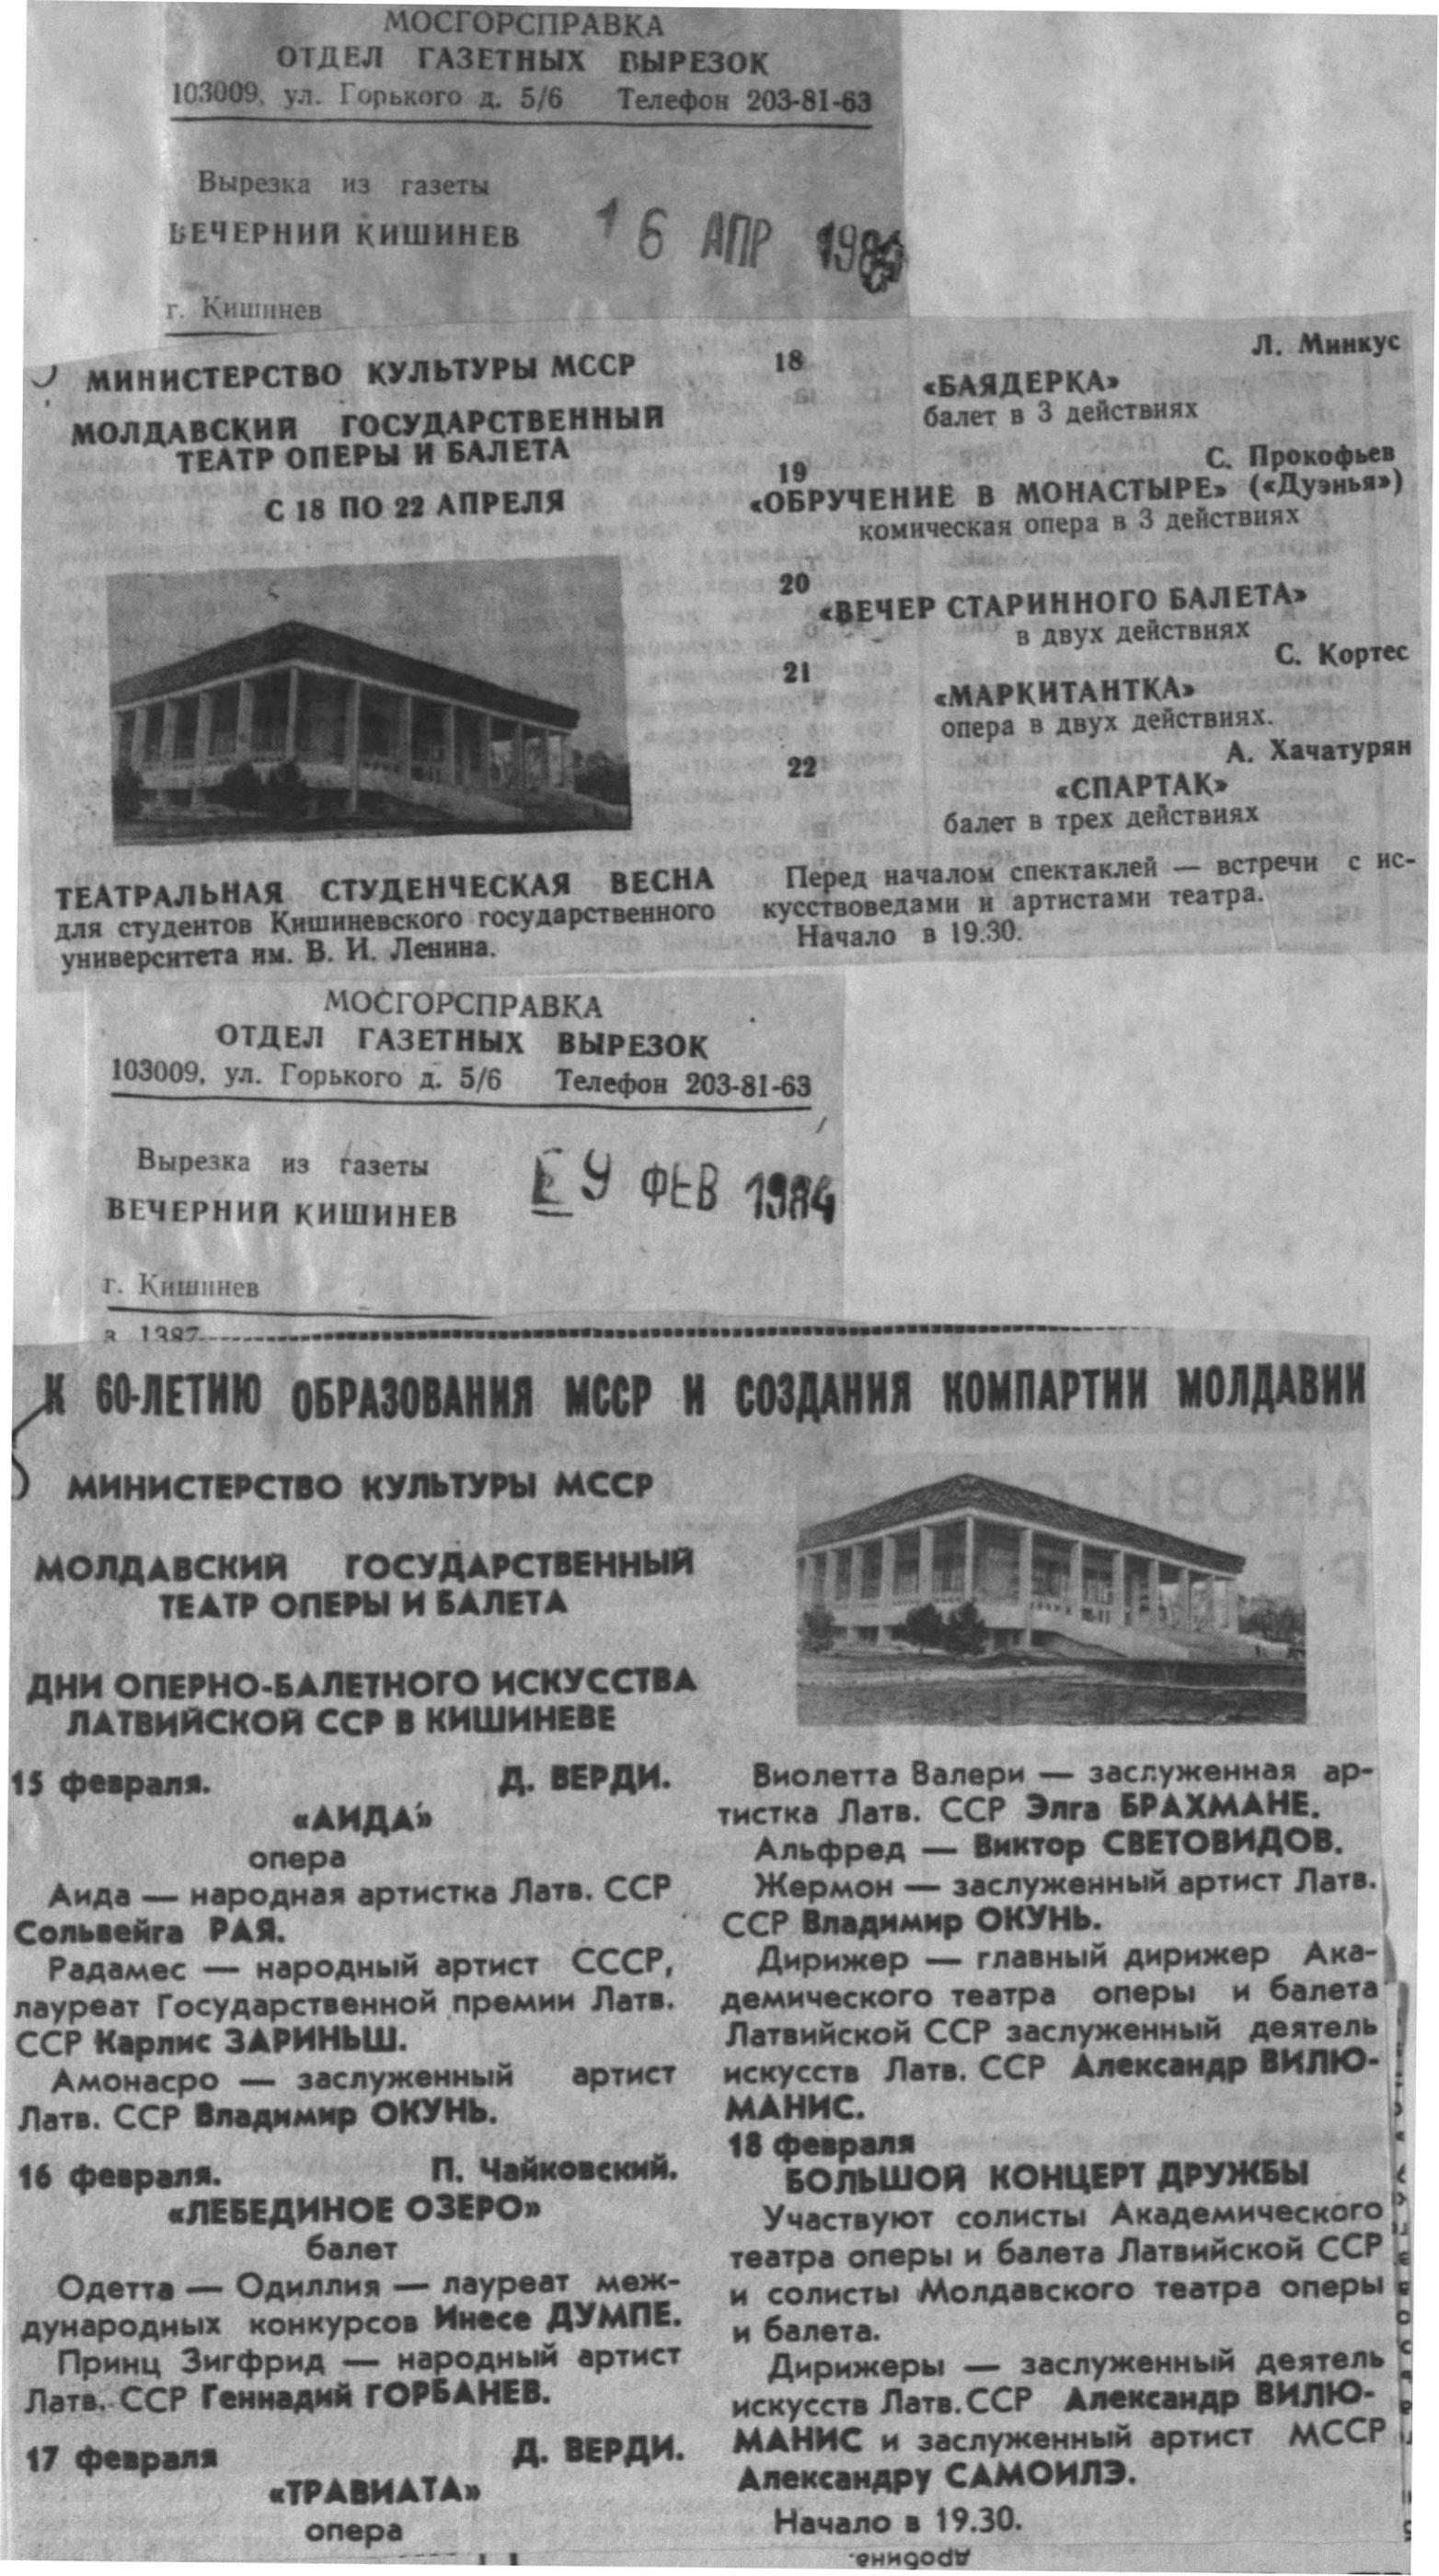 МОСГОРСПРАВКА
ОТДЕЛ ГАЗЕТНЫХ ВЫРЕЗОК
103009, ул. Горького д. 5/6 Телефон 203-81-63
Вырезка из газеты
ВЕЧЕРНИЙ КИШИНЕВ
16 АПР
г. Кишинев
МИНИСТЕРСТВО КУЛЬТУРЫ МССР
МОЛДАВСКИЙ ГОСУДАРСТВЕННЫЙ
ТЕАТР ОПЕРЫ И БАЛЕТА
С 18 ПО 22 АПРЕЛЯ
ТЕАТРАЛЬНАЯ СТУДЕНЧЕСКАЯ ВЕСНА
для студентов Кишиневского государственного
университета им. В. И. Ленина.
18 Л. Минкус
«БАЯДЕРКА»
балет в 3 действиях
19 С. Прокофьев
«ОБРУЧЕНИЕ В МОНАСТЫРЕ» («Дуэнья»)
комическая опера в 3 действиях
20
«ВЕЧЕР СТАРИННОГО БАЛЕТА»
в двух действиях
21 С. Кортес
«МАРКИТАНТКА»
опера в двух действиях.
22 А. Хачатурян
«СПАРТАК»
балет в трех действиях
Перед началом спектаклей — встречи с ис-
кусствоведами и артистами театра.
Начало в 19.30.
МОСГОРСПРАВКА
ОТДЕЛ ГАЗЕТНЫХ ВЫРЕЗОК
103009, ул. Горького д. 5/6 Телефон 203-81-63
Вырезка из газеты
ВЕЧЕРНИЙ КИШИНЕВ
9 ФЕВ 1984
г. Кишинев
К 60-ЛЕТИЮ ОБРАЗОВАНИЯ МССР И СОЗДАНИЯ КОМПАРТИИ МОЛДАВИИ
МИНИСТЕРСТВО КУЛЬТУРЫ МССР
МОЛДАВСКИЙ ГОСУДАРСТВЕННЫЙ
ТЕАТР ОПЕРЫ И БАЛЕТА
ДНИ ОПЕРНО-БАЛЕТНОГО ИСКУССТВА
ЛАТВИЙСКОЙ ССР В КИШИНЕВЕ
15 февраля. Д. ВЕРДИ.
«АИДА»
опера
Аида — народная артистка Латв. ССР
Сольвейга РАЯ.
Радамес — народный артист СССР,
лауреат Государственной премии Латв.
ССР Карлис ЗАРИНЬШ.
Амонасро — заслуженный артист
Латв. ССР Владимир ОКУНЬ.
16 февраля. П. Чайковский.
«ЛЕБЕДИНОЕ ОЗЕРО»
балет
Одетта — Одиллия — лауреат меж-
дународных конкурсов Инесе ДУМПЕ.
Принц Зигфрид — народный артист
Латв. ССР Геннадий ГОРБАНЕВ.
17 февраля Д. ВЕРДИ.
«ТРАВИАТА»
опера
Виолетта Валери — заслуженная ар-
тистка Латв. ССР Элга БРАХМАНЕ.
Альфред — Виктор СВЕТОВИДОВ.
Жермон — заслуженный артист Латв.
ССР Владимир ОКУНЬ.
Дирижер — главный дирижер Ака-
демического театра оперы и балета
Латвийской ССР заслуженный деятель
искусств Латв. ССР Александр ВИЛЮ-
МАНИС.
18 февраля
БОЛЬШОЙ КОНЦЕРТ ДРУЖБЫ
Участвуют солисты Академического
театра оперы и балета Латвийской ССР
и солисты Молдавского театра оперы
и балета.
Дирижеры — заслуженный деятель
искусств Латв. ССР Александр ВИЛЮ-
МАНИС и заслуженный артист МССР
Александру САМОИЛЭ.
Начало в 19.30.